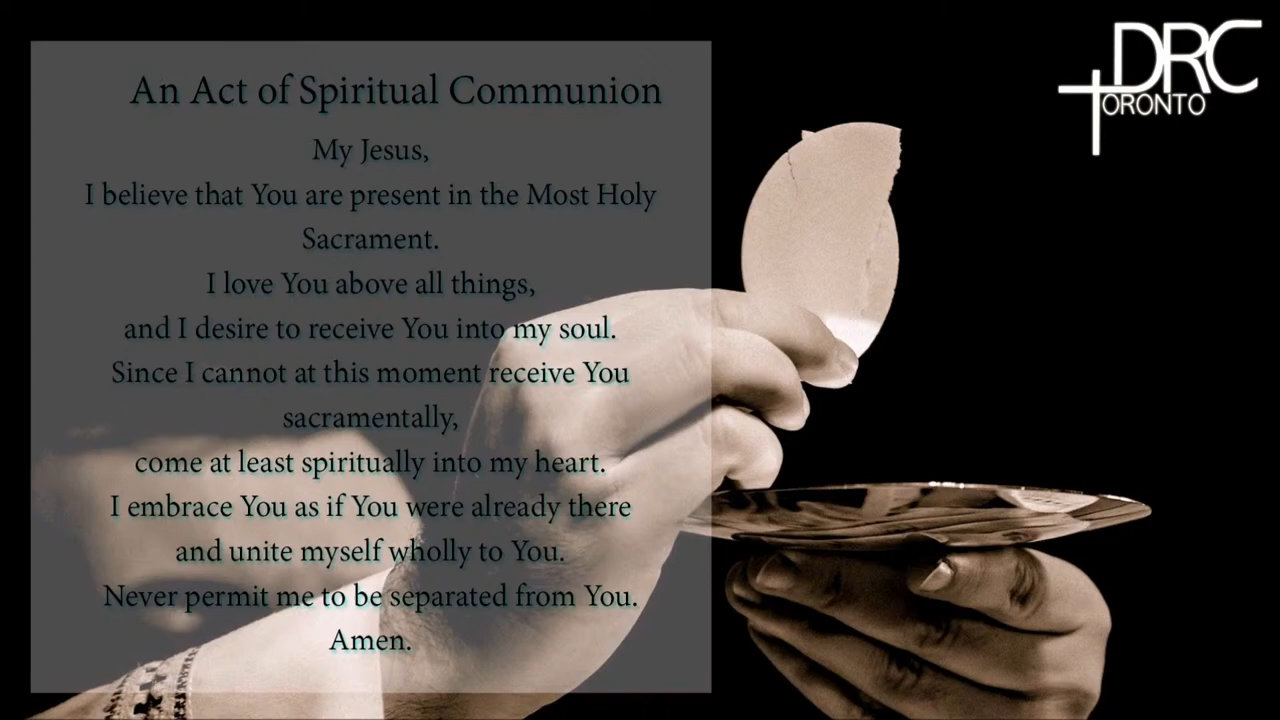 An Act of Spiritual Communion
My Jesus,
I believe that You are present in the Most Holy
Sacrament.
I love You above all things,
and I desire to receive You into my soul.
Since I cannot at this moment receive You
sacramentally,
come at least spiritually into my heart.
I embrace You as if You were already there
and unite myself wholly to You.
Never permit me to be separated from You.
Amen.
DRC
TORONTO